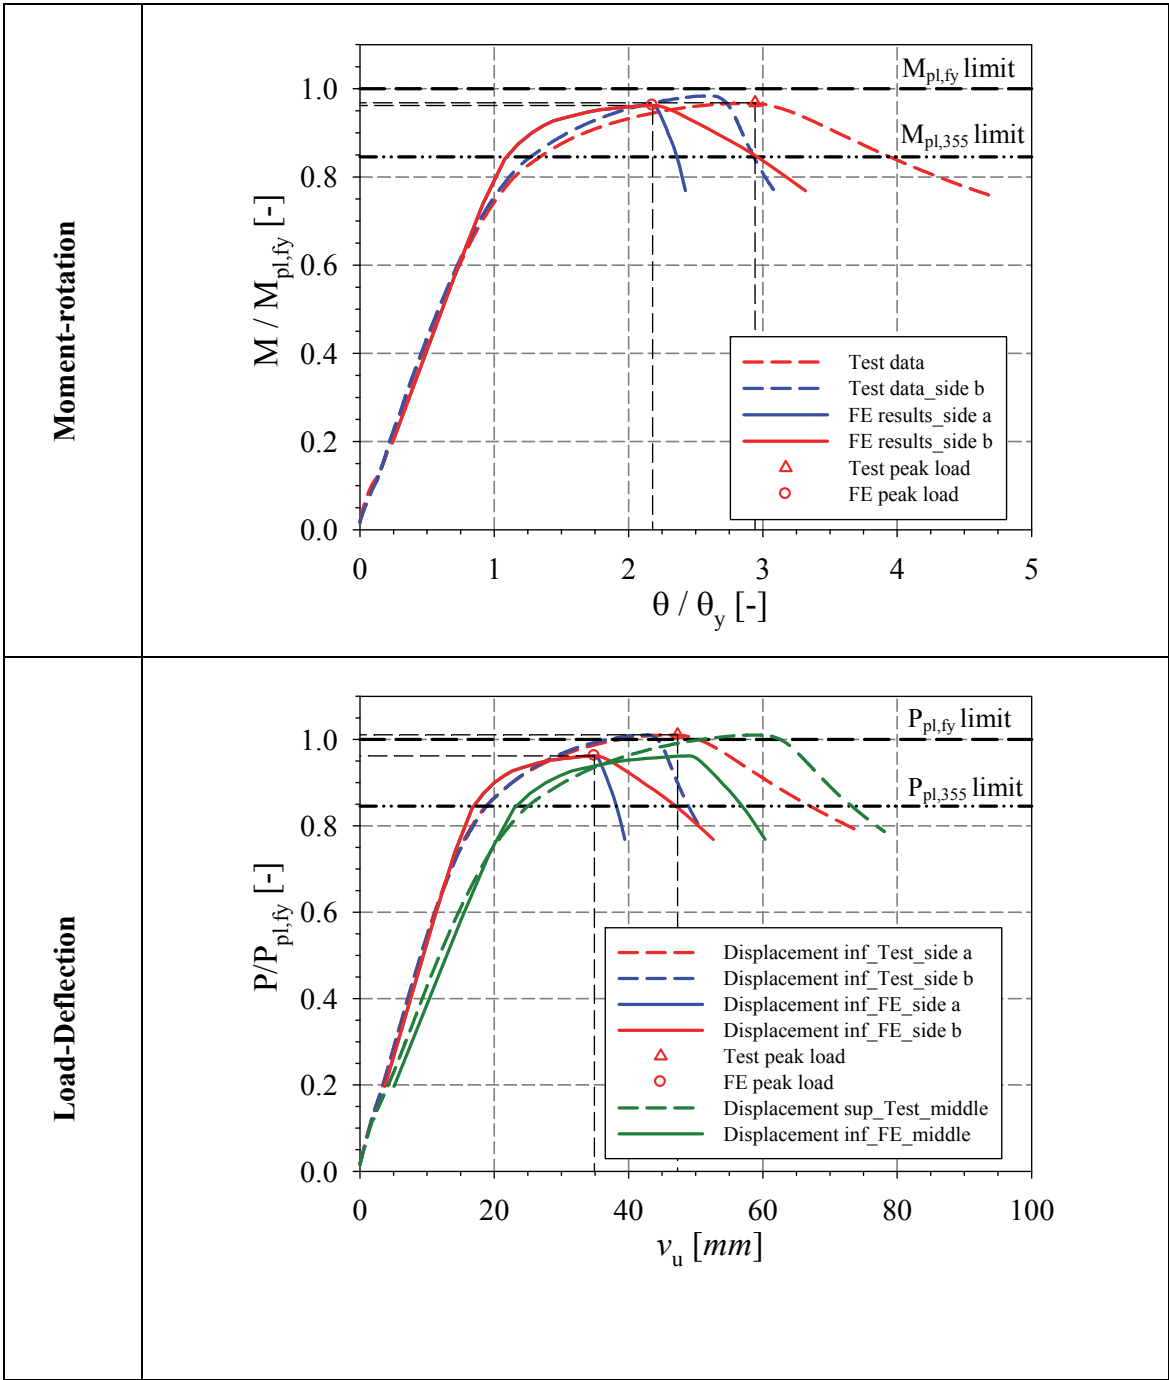 Moment-rotation
M / M_pl,fy [-]
1.0
0.8
0.6
0.4
0.2
0.0
M_pl,fy limit
M_pl,355 limit
Test data
Test data_side b
FE results_side a
FE results_side b
Test peak load
FE peak load
0 1 2 3 4 5
θ / θ_y [-]
Load-Deflection
P/P_pl,fy [-]
1.0
0.8
0.6
0.4
0.2
0.0
P_pl,fy limit
P_pl,355 limit
Displacement inf_Test_side a
Displacement inf_Test_side b
Displacement inf_FE_side a
Displacement inf_FE_side b
Test peak load
FE peak load
Displacement sup_Test_middle
Displacement inf_FE_middle
0 20 40 60 80 100
v_u [mm]